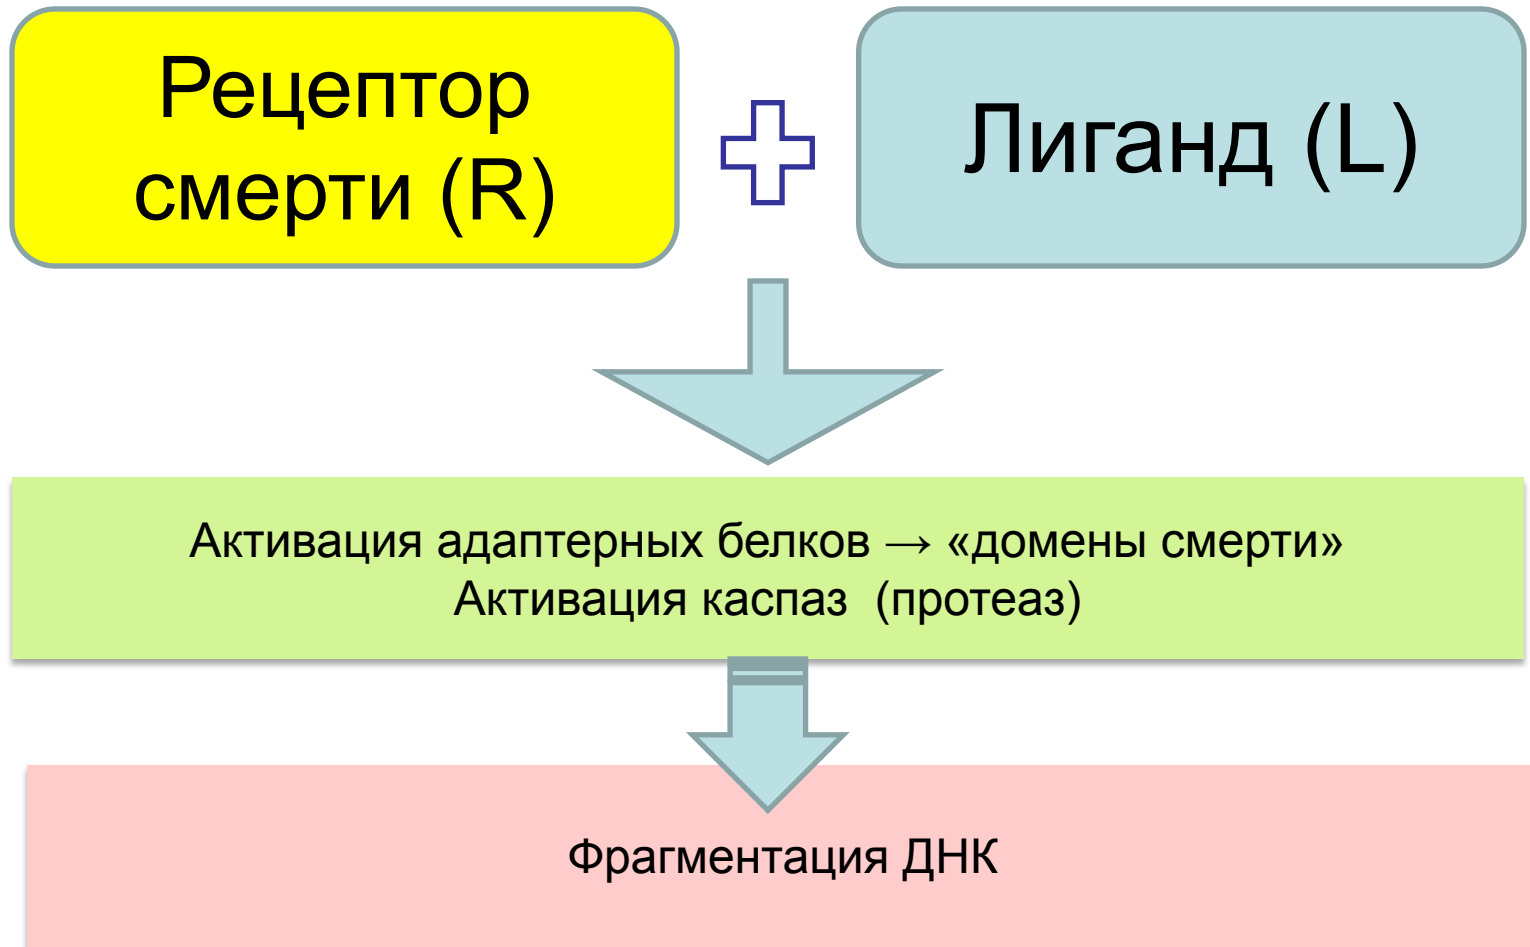 Рецептор
смерти (R)
Лиганд (L)
Активация адаптерных белков → «домены смерти»
Активация каспаз  (протеаз)
Фрагментация ДНК